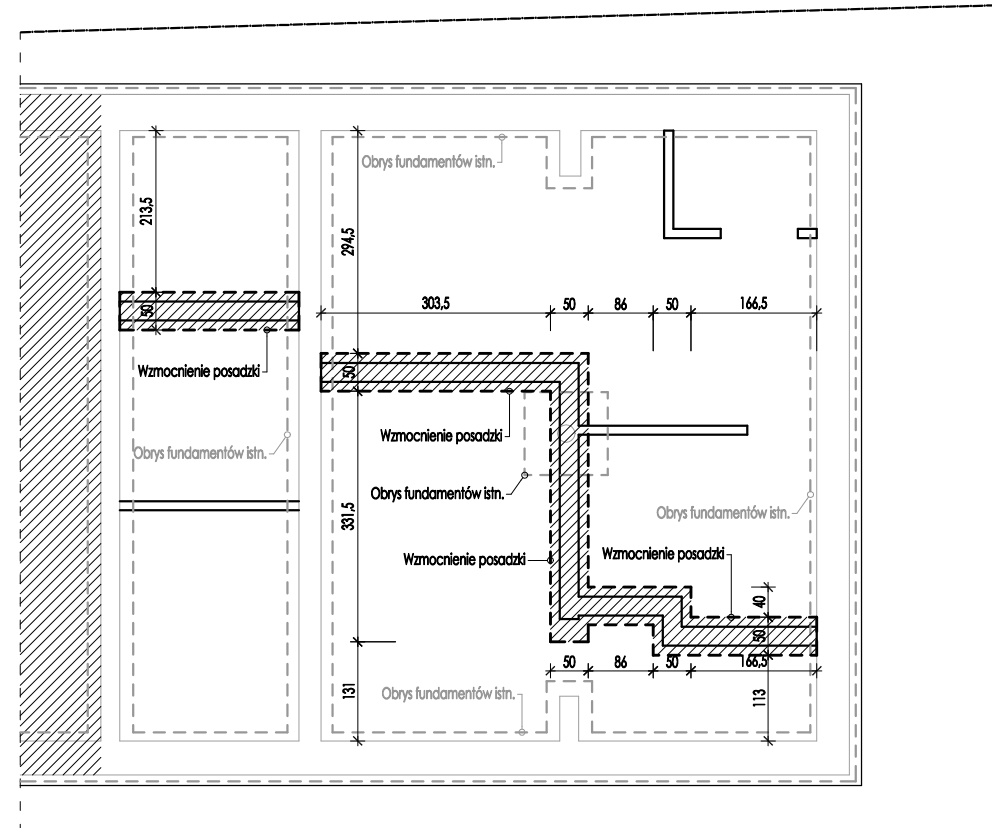 Obrys fundamentów istn.
213,5
294,5
303,5
50
86
50
166,5
50
50
Wzmocnienie posadzki
Wzmocnienie posadzki
Obrys fundamentów istn.
Obrys fundamentów istn.
Obrys fundamentów istn.
331,5
Wzmocnienie posadzki
Wzmocnienie posadzki
40
50
50
86
50
166,5
131
Obrys fundamentów istn.
113